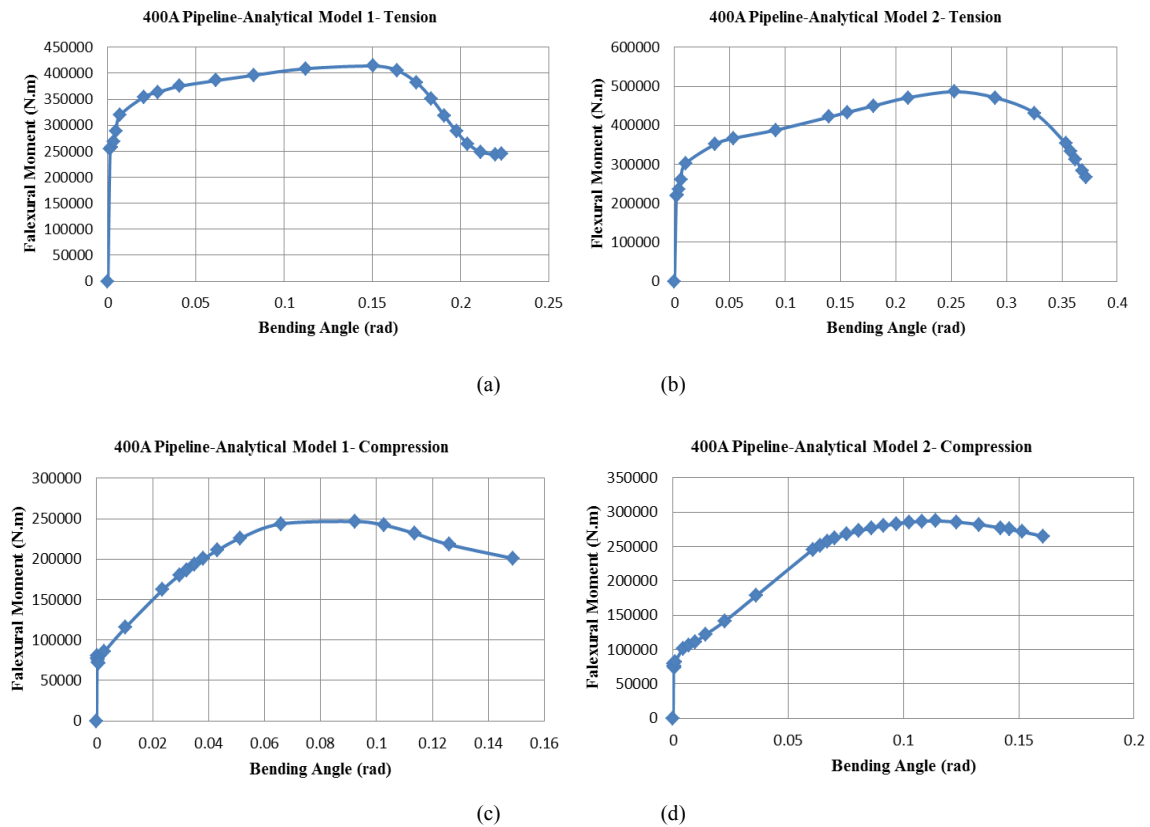 400A Pipeline-Analytical Model 1- Tension
Falexural Moment (N.m)
450000
400000
350000
300000
250000
200000
150000
100000
50000
0
0 0.05 0.1 0.15 0.2 0.25
Bending Angle (rad)
(a)
400A Pipeline-Analytical Model 2- Tension
Flexural Moment (N.m)
600000
500000
400000
300000
200000
100000
0
0 0.05 0.1 0.15 0.2 0.25 0.3 0.35 0.4
Bending Angle (rad)
(b)
400A Pipeline-Analytical Model 1- Compression
Falexural Moment (N.m)
300000
250000
200000
150000
100000
50000
0
0 0.02 0.04 0.06 0.08 0.1 0.12 0.14 0.16
Bending Angle (rad)
(c)
400A Pipeline-Analytical Model 2- Compression
Falexural Moment (N.m)
350000
300000
250000
200000
150000
100000
50000
0
0 0.05 0.1 0.15 0.2
Bending Angle (rad)
(d)